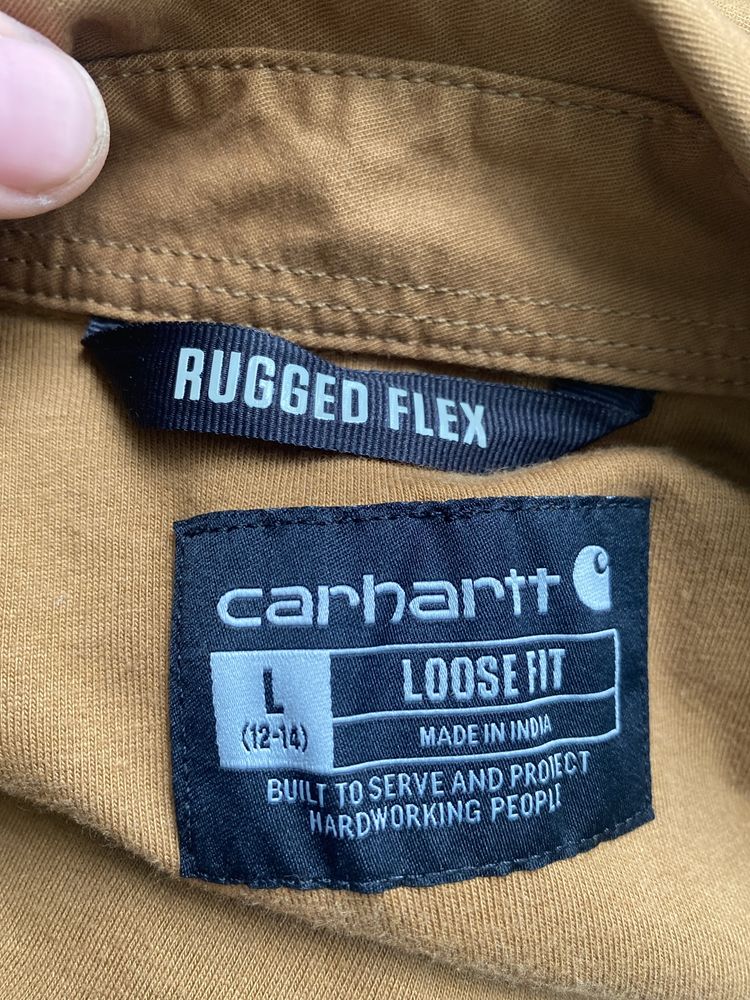 RUGGED FLEX
carhartt
L
(12-14)
LOOSE FIT
MADE IN INDIA
BUILT TO SERVE AND PROTECT
HARDWORKING PEOPLE